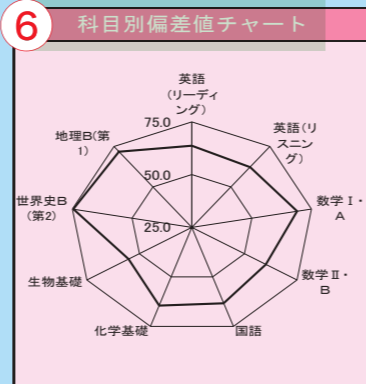 6
科目別偏差値チャート
英語
(リーディ
ング)
英語(リ
スニン
グ)
数学Ⅰ・
A
数学Ⅱ・
B
国語
化学基礎
生物基礎
世界史B
(第2)
地理B(第
1)
75.0
50.0
25.0